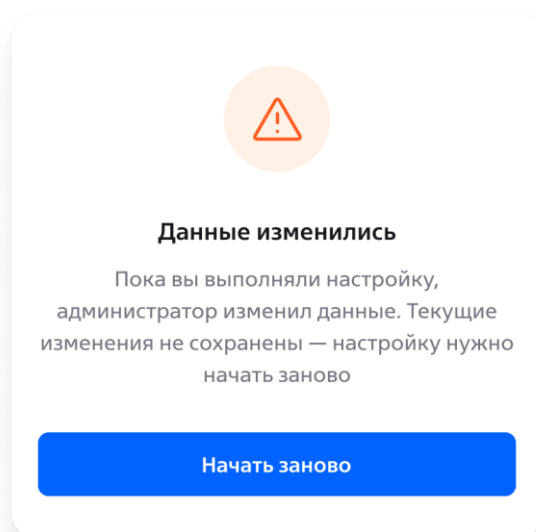 Данные изменились
Пока вы выполняли настройку,
администратор изменил данные. Текущие
изменения не сохранены — настройку нужно
начать заново
Начать заново